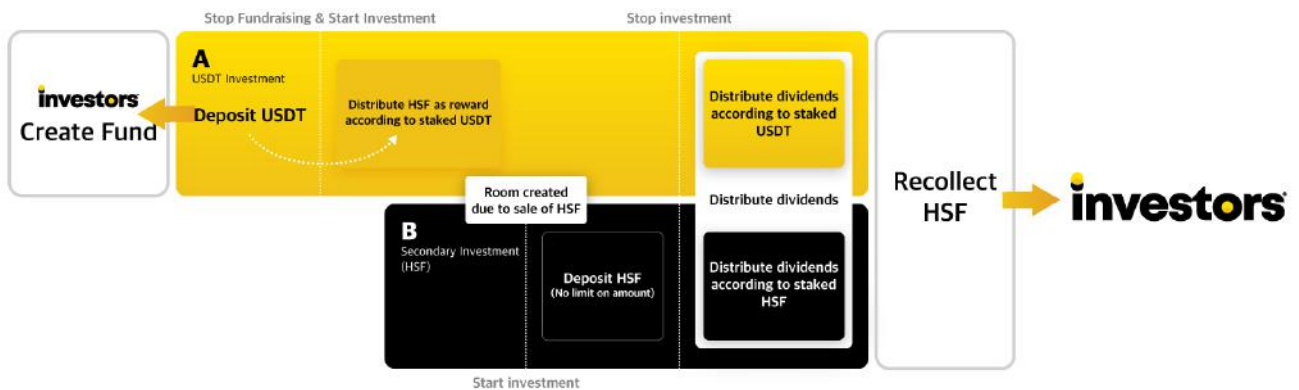 Stop Fundraising & Start Investment
Stop investment
investors
Create Fund
A
USDT Investment
Deposit USDT
Distribute HSF as reward
according to staked USDT
Distribute dividends
according to staked
USDT
Room created
due to sale of HSF
Distribute dividends
B
Secondary Investment
(HSF)
Deposit HSF
(No limit on amount)
Distribute dividends
according to staked
HSF
Start investment
Recollect
HSF
investors